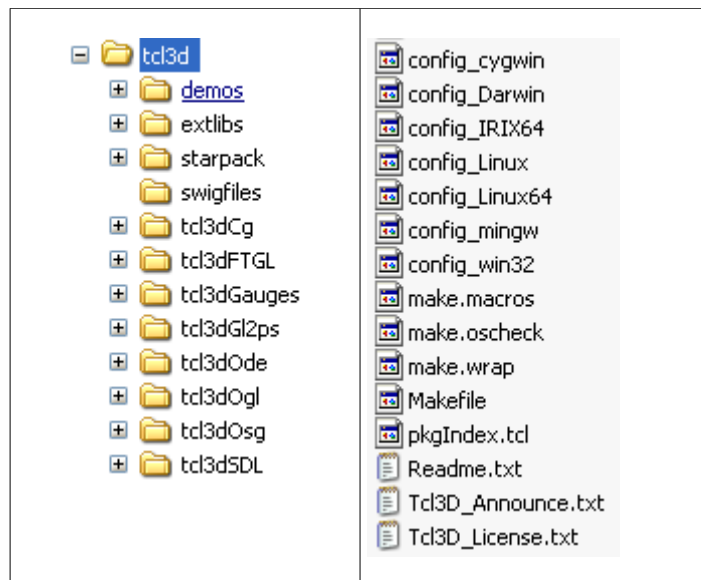 tcl3d
demos
extlibs
starpack
swigfiles
tcl3dCg
tcl3dFTGL
tcl3dGauges
tcl3dGl2ps
tcl3dOde
tcl3dOgl
tcl3dOsg
tcl3dSDL
config_cygwin
config_Darwin
config_IRIX64
config_Linux
config_Linux64
config_mingw
config_win32
make.macros
make.oscheck
make.wrap
Makefile
pkgIndex.tcl
Readme.txt
Tcl3D_Announce.txt
Tcl3D_License.txt